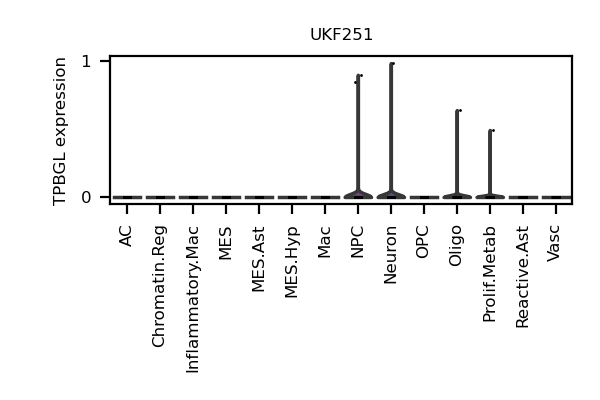 UKF251
TPBGL expression
1
0
AC
Chromatin.Reg
Inflammatory.Mac
MES
MES.Ast
MES.Hyp
Mac
NPC
Neuron
OPC
Oligo
Prolif.Metab
Reactive.Ast
Vasc